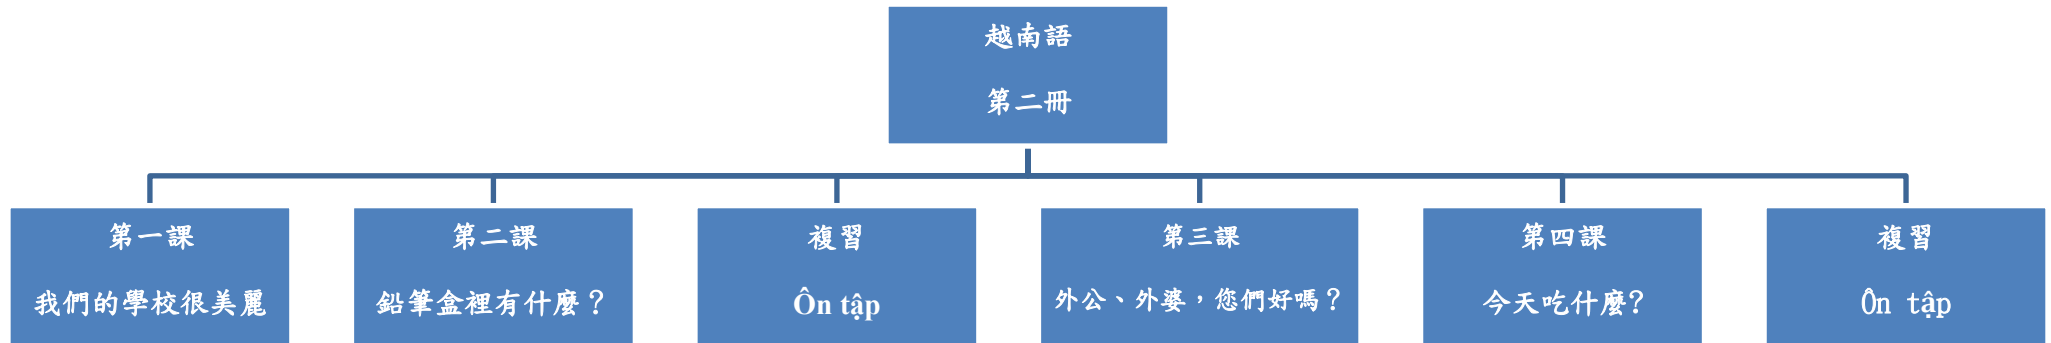 越南語
第二冊
第一課
我們的學校很美麗
第二課
鉛筆盒裡有什麼？
複習
Ôn tập
第三課
外公、外婆，您們好嗎？
第四課
今天吃什麼?
複習
Ôn tập